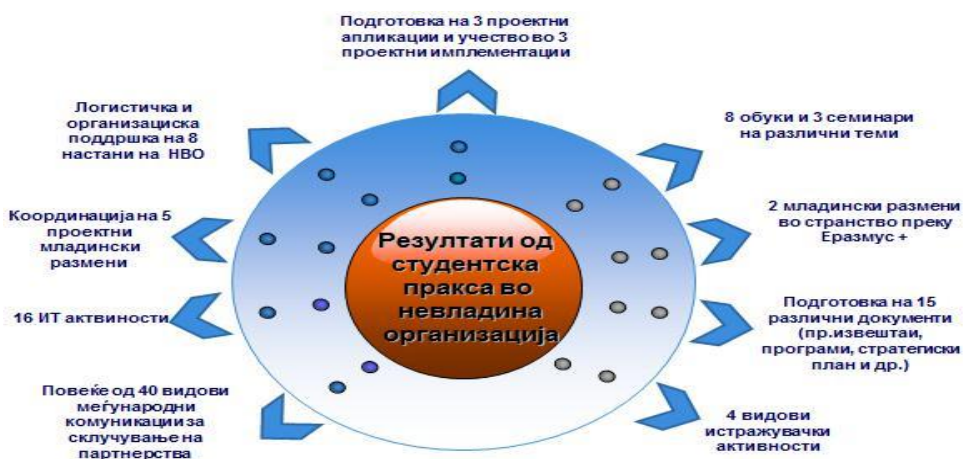 Подготовка на 3 проектни
апликации и учество во 3
проектни имплементации
Логистичка и
организациска
поддршка на 8
настани на НВО
8 обуки и 3 семинари
на различни теми
Координација на 5
проектни
младински
размени
2 младински размени
во странство преку
Еразмус +
Резултати од
студентска
пракса во
невладина
организација
16 ИТ актвиности
Подготовка на 15
различни документи
(пр.извештаи,
програми, стратегиски
план и др.)
Повеќе од 40 видови
меѓународни
комуникации за
склучување на
партнерства
4 видови
истражувачки
активности